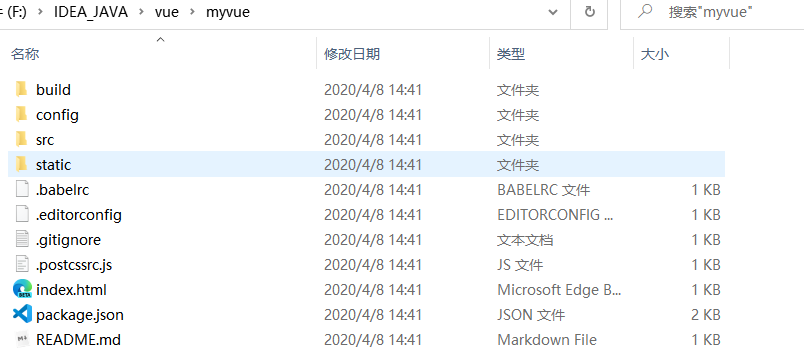 (F:) > IDEA_JAVA > vue > myvue 搜索"myvue"
名称 修改日期 类型 大小
build 2020/4/8 14:41 文件夹
config 2020/4/8 14:41 文件夹
src 2020/4/8 14:41 文件夹
static 2020/4/8 14:41 文件夹
.babelrc 2020/4/8 14:41 BABELRC 文件 1 KB
.editorconfig 2020/4/8 14:41 EDITORCONFIG ... 1 KB
.gitignore 2020/4/8 14:41 文本文档 1 KB
.postcssrc.js 2020/4/8 14:41 JS 文件 1 KB
index.html 2020/4/8 14:41 Microsoft Edge B... 1 KB
package.json 2020/4/8 14:41 JSON 文件 2 KB
README.md 2020/4/8 14:41 Markdown File 1 KB